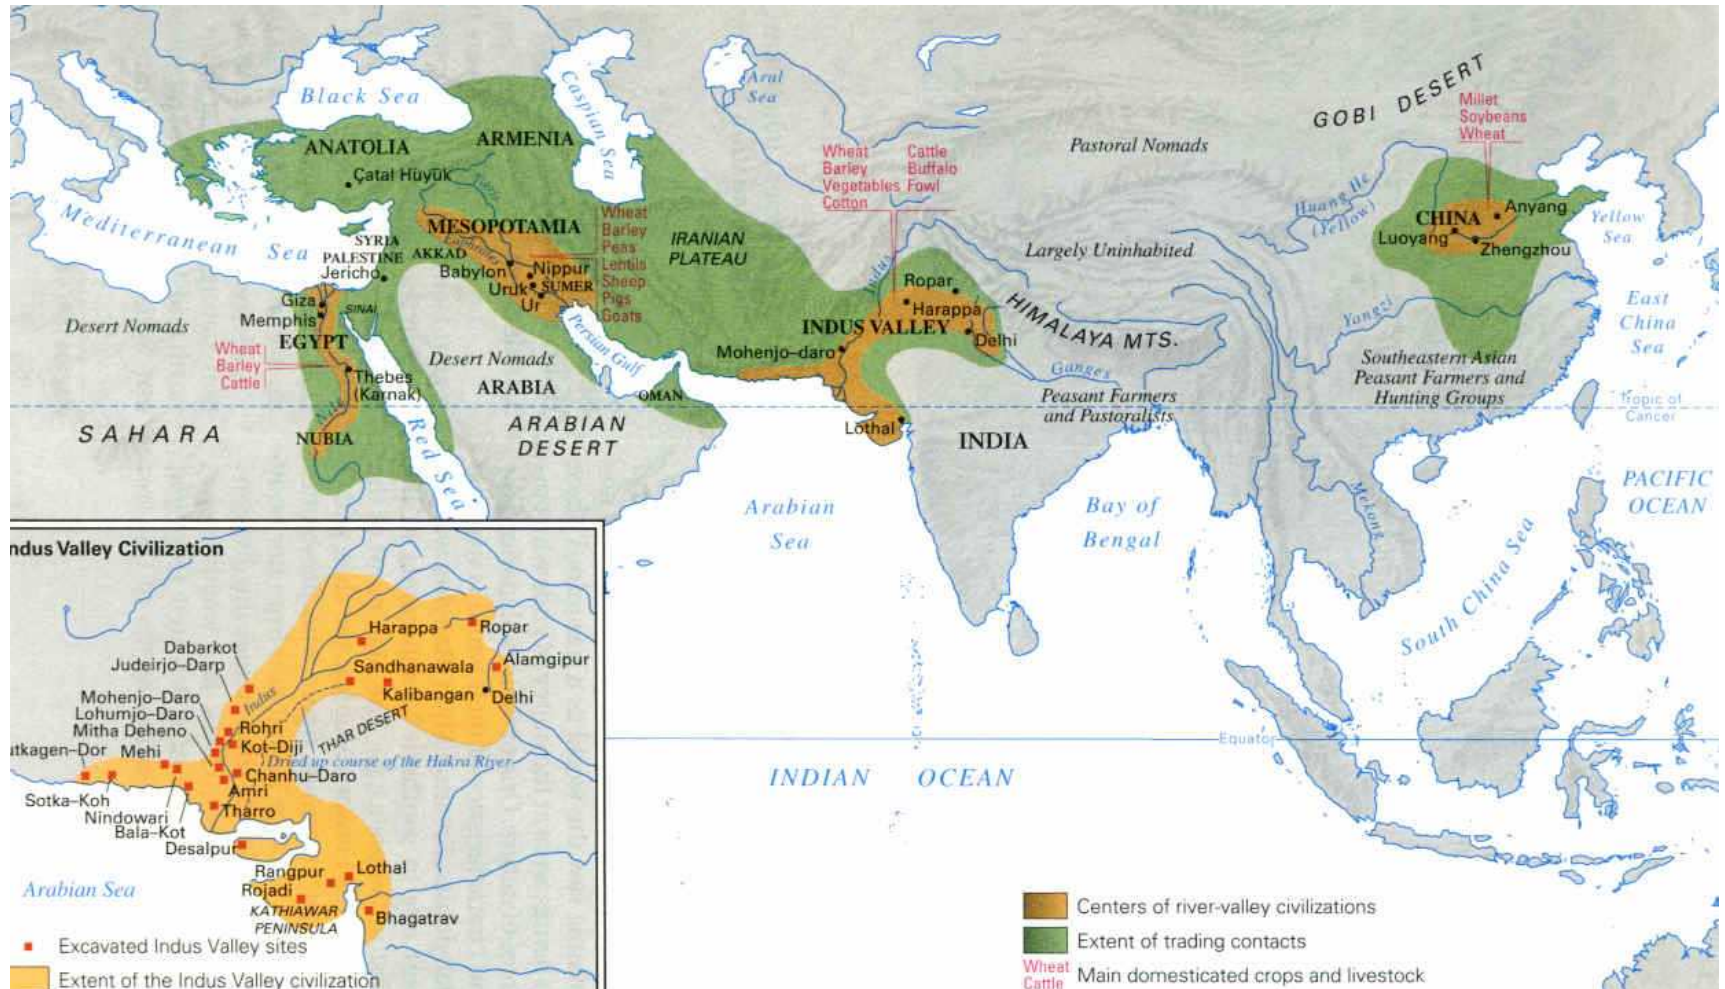 Black Sea
Caspian Sea
Aral
Sea
GOBI DESERT
Millet
Soybeans
Wheat
ANATOLIA
ARMENIA
Çatal Hüyük
Tigris
Wheat
Barley
Vegetables
Cotton
Cattle
Buffalo
Fowl
Pastoral Nomads
Huang He
(Yellow)
CHINA
Anyang
Luoyang
Zhengzhou
Yellow
Sea
Mediterranean Sea
MESOPOTAMIA
SYRIA
PALESTINE
Jericho
AKKAD
Euphrates
Babylon
Nippur
Uruk
SUMER
Ur
Wheat
Barley
Peas
Lentils
Sheep
Pigs
Goats
IRANIAN
PLATEAU
Indus
Largely Uninhabited
Ropar
Harappa
INDUS VALLEY
Delhi
Mohenjo-daro
HIMALAYA MTS.
Yangzi
East
China
Sea
Giza
SINAI
Memphis
Desert Nomads
EGYPT
Wheat
Barley
Cattle
Thebes
(Karnak)
Nile
NUBIA
SAHARA
Red Sea
Desert Nomads
ARABIA
ARABIAN
DESERT
Persian Gulf
OMAN
Ganges
Peasant Farmers
and Pastoralists
Lothal
INDIA
Southeastern Asian
Peasant Farmers and
Hunting Groups
Tropic of
Cancer
PACIFIC
OCEAN
Arabian
Sea
Bay of
Bengal
Mekong
South China Sea
Equator
INDIAN OCEAN
ndus Valley Civilization
Harappa
Ropar
Dabarkot
Judeirjo–Darp
Sandhanawala
Alamgipur
Kalibangan
Delhi
Mohenjo–Daro
Lohumjo–Daro
Mitha Deheno
Indus
Rohri
Kot–Diji
THAR DESERT
utkagen–Dor
Mehi
Dried up course of the Hakra River
Chanhu–Daro
Amri
Sotka–Koh
Nindowari
Bala–Kot
Tharro
Desalpur
Rangpur
Lothal
Rojadi
KATHIAWAR
PENINSULA
Bhagatrav
Arabian Sea
Excavated Indus Valley sites
Extent of the Indus Valley civilization
Centers of river-valley civilizations
Extent of trading contacts
Wheat
Cattle
Main domesticated crops and livestock